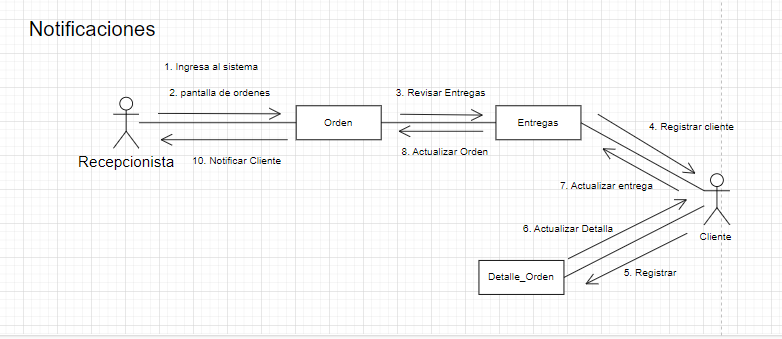 Notificaciones
1. Ingresa al sistema
2. pantalla de ordenes
3. Revisar Entregas
Orden
Entregas
4. Registrar cliente
Recepcionista
10. Notificar Cliente
8. Actualizar Orden
7. Actualizar entrega
6. Actualizar Detalla
Cliente
Detalle_Orden
5. Registrar